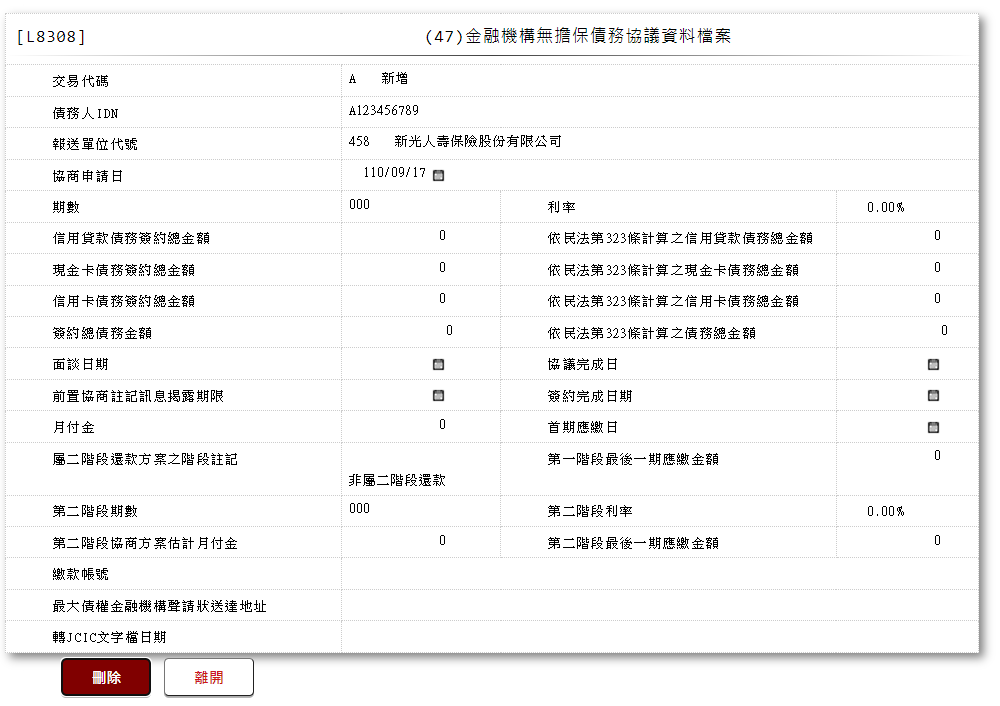 [L8308] (47)金融機構無擔保債務協議資料檔案
交易代碼 A 新增
債務人IDN A123456789
報送單位代號 458 新光人壽保險股份有限公司
協商申請日 110/09/17
期數 000 利率 0.00%
信用貸款債務簽約總金額 0 依民法第323條計算之信用貸款債務總金額 0
現金卡債務簽約總金額 0 依民法第323條計算之現金卡債務總金額 0
信用卡債務簽約總金額 0 依民法第323條計算之信用卡債務總金額 0
簽約總債務金額 0 依民法第323條計算之債務總金額 0
面談日期 協議完成日
前置協商註記訊息揭露期限 簽約完成日期
月付金 0 首期應繳日
屬二階段還款方案之階段註記 第一階段最後一期應繳金額 0
非屬二階段還款
第二階段期數 000 第二階段利率 0.00%
第二階段協商方案估計月付金 0 第二階段最後一期應繳金額 0
繳款帳號
最大債權金融機構聲請狀送達地址
轉JCIC文字檔日期
刪除 離開